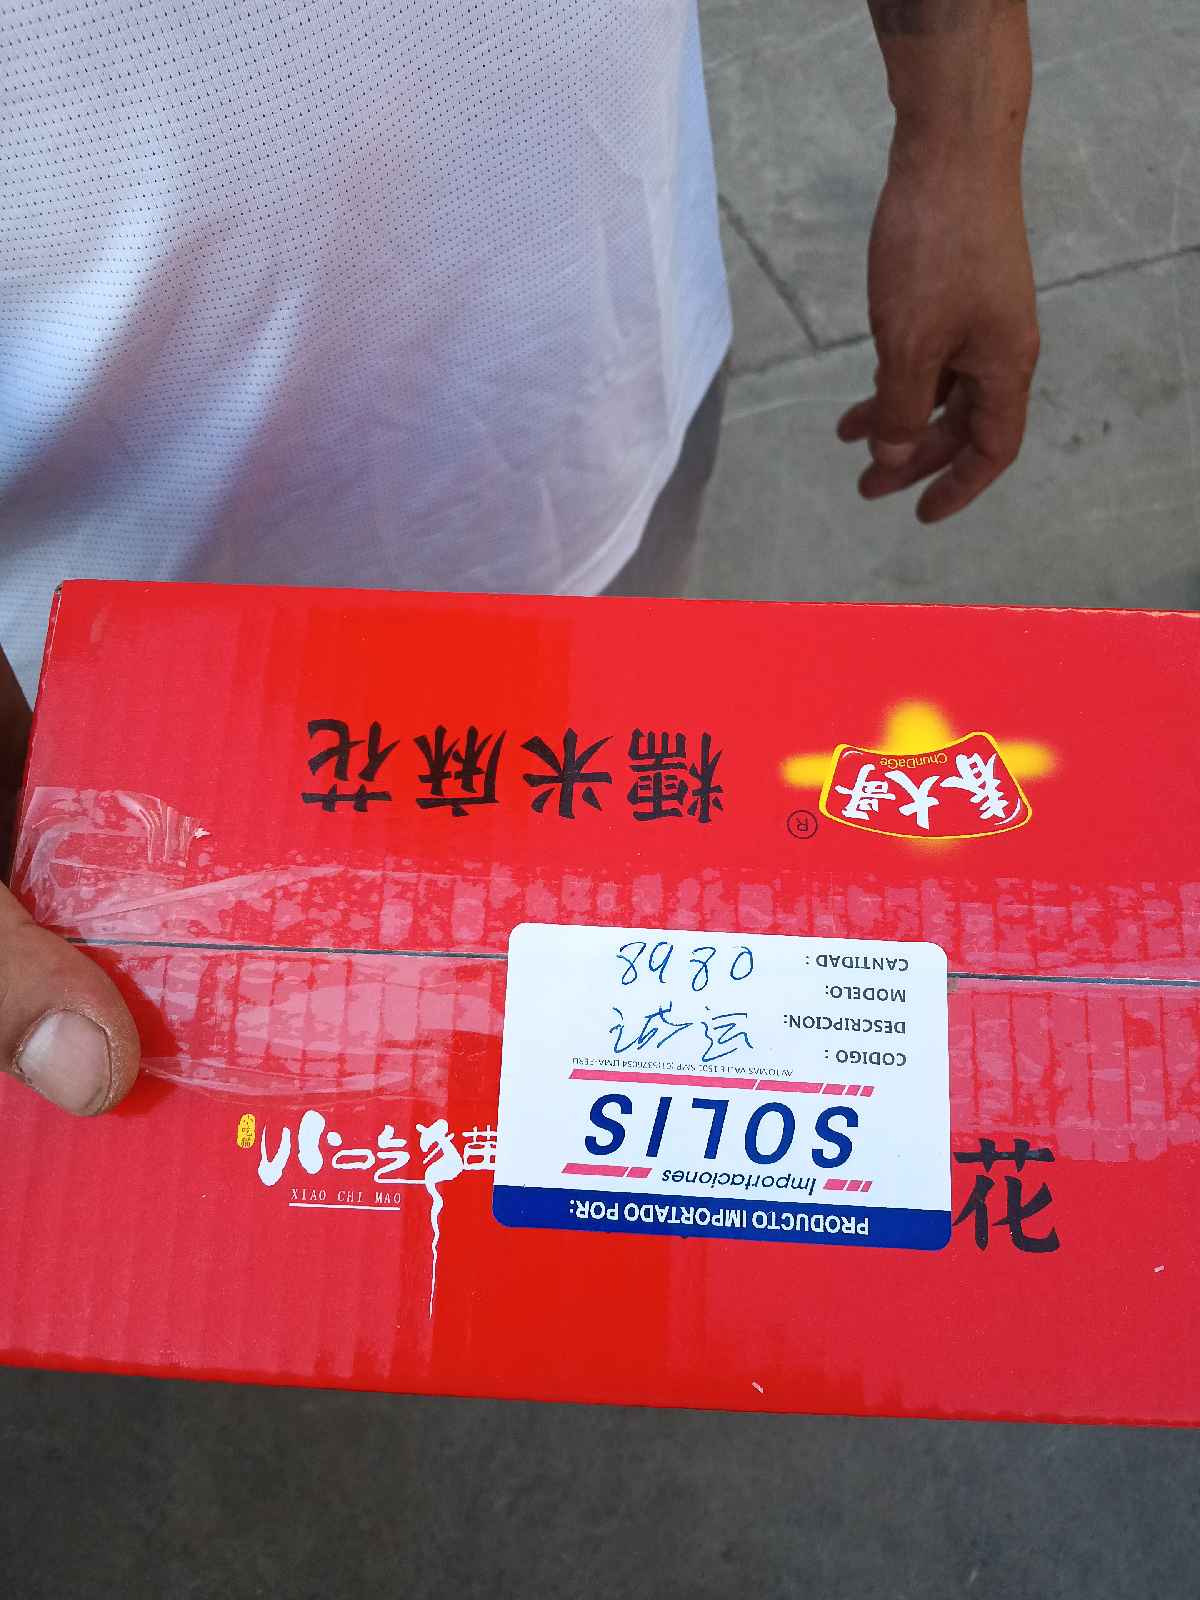 春大哥
ChunDaGe
®
糯米麻花
8980
诚运
PRODUCTO IMPORTADO POR:
Importaciones
SOLIS
CODIGO :
DESCRIPCION:
MODELO:
CANTIDAD :
小吃猫
XIAO CHI MAO
花